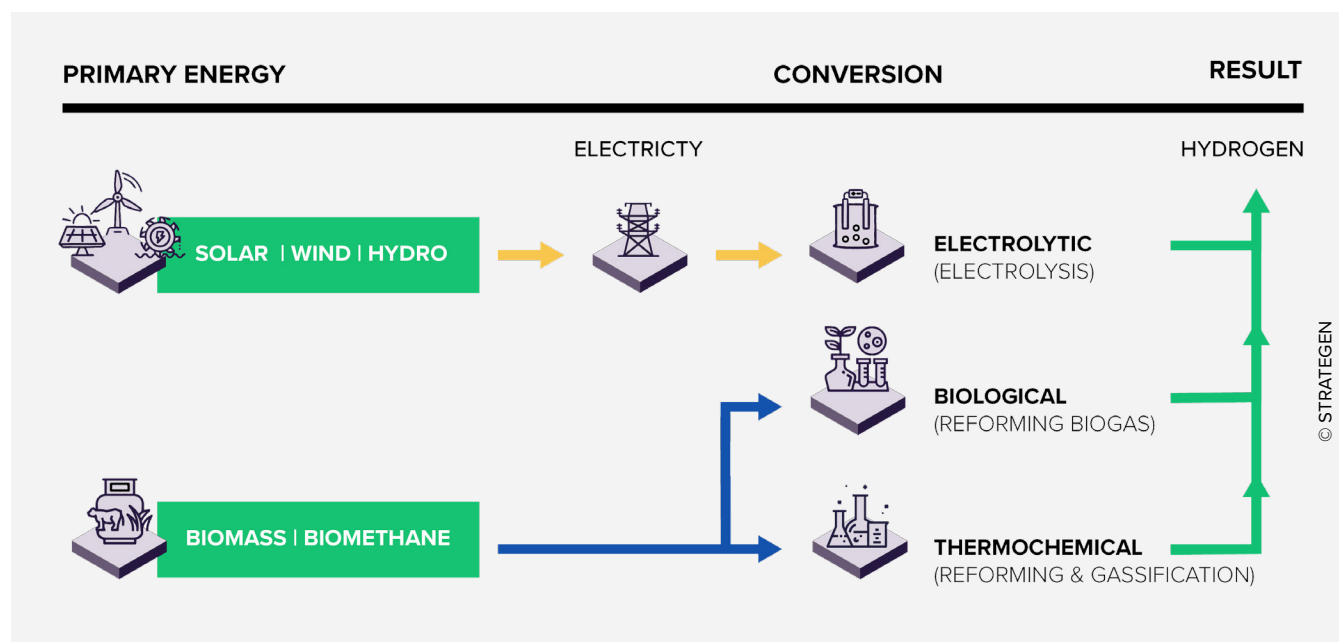 PRIMARY ENERGY
CONVERSION
RESULT
ELECTRICTY
HYDROGEN
SOLAR | WIND | HYDRO
ELECTROLYTIC
(ELECTROLYSIS)
BIOLOGICAL
(REFORMING BIOGAS)
BIOMASS | BIOMETHANE
THERMOCHEMICAL
(REFORMING & GASSIFICATION)
© STRATEGEN